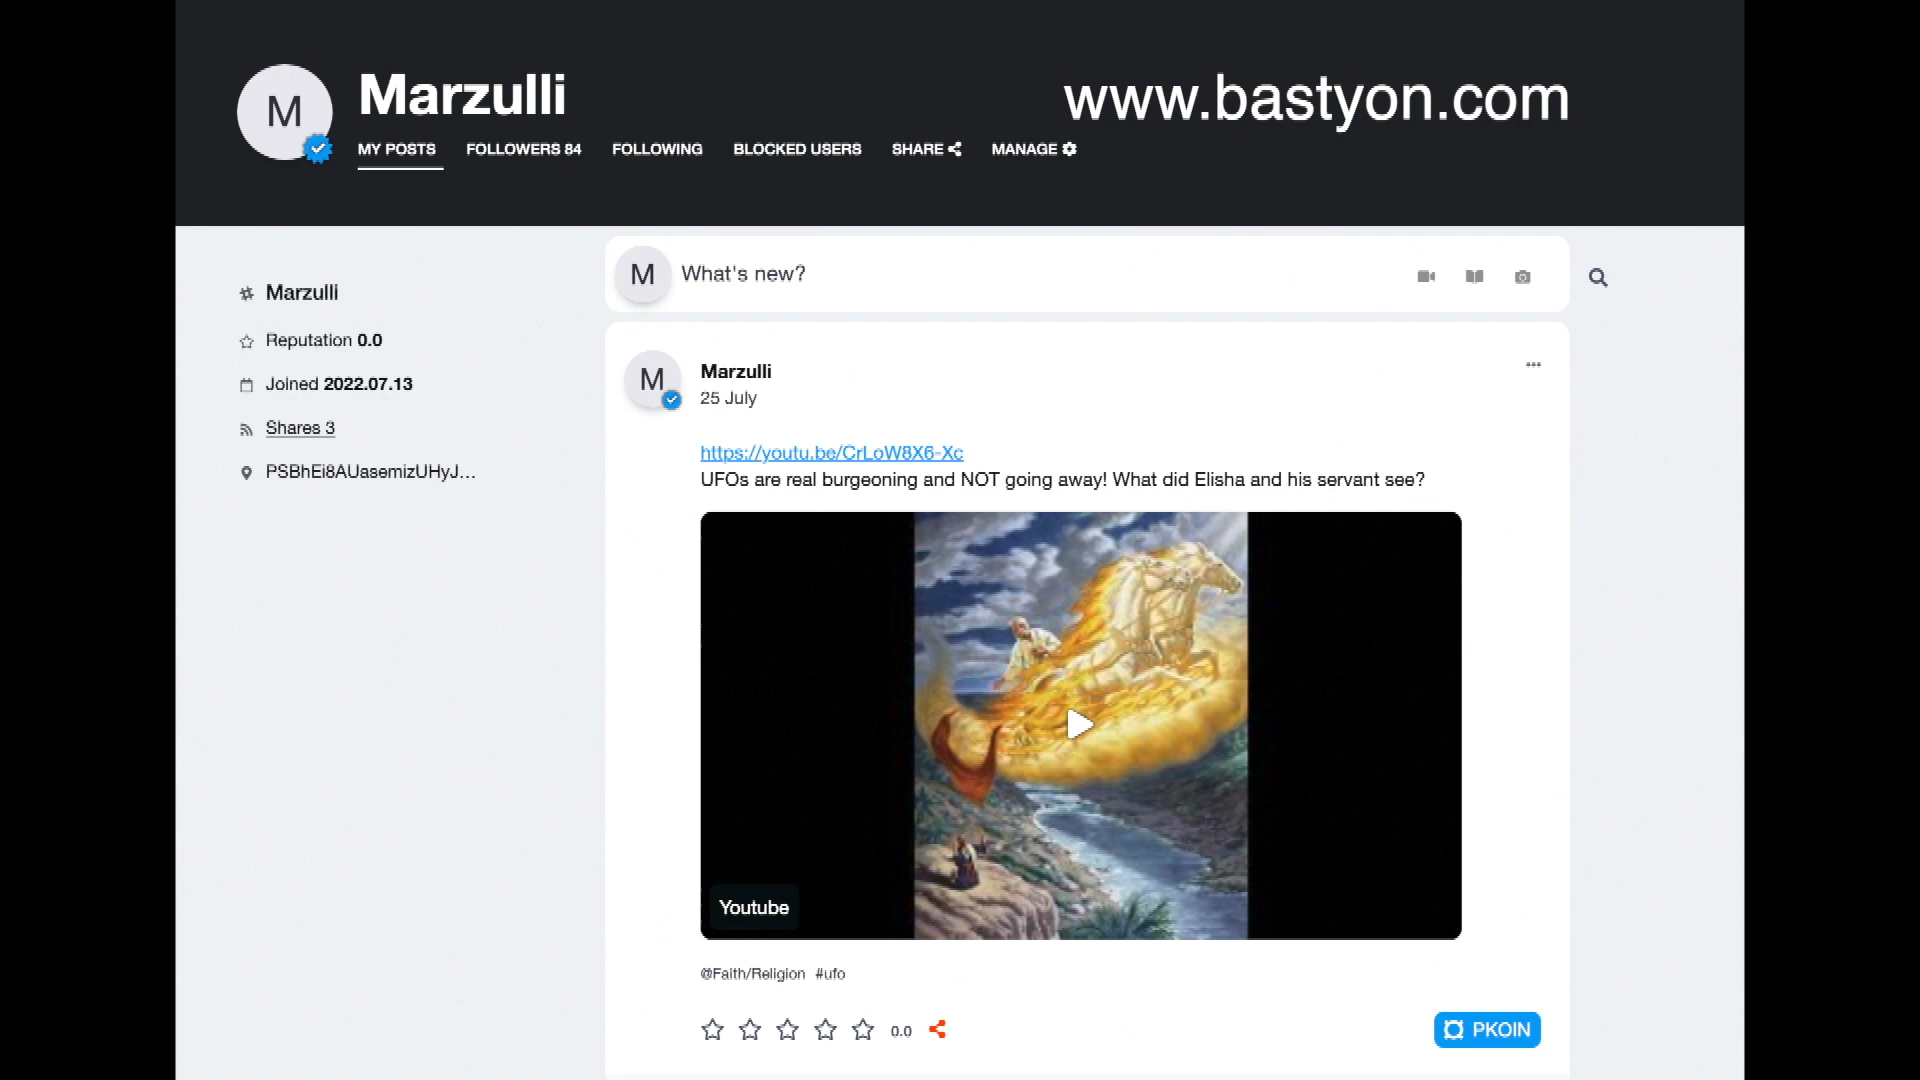 M
Marzulli
www.bastyon.com
MY POSTS FOLLOWERS 84 FOLLOWING BLOCKED USERS SHARE MANAGE
Marzulli
Reputation 0.0
Joined 2022.07.13
Shares 3
PSBhEi8AUasemizUHyJ...
M What's new?
M
Marzulli
25 July
https://youtu.be/CrLoW8X6-Xc
UFOs are real burgeoning and NOT going away! What did Elisha and his servant see?
Youtube
@Faith/Religion #ufo
0.0
PKOIN